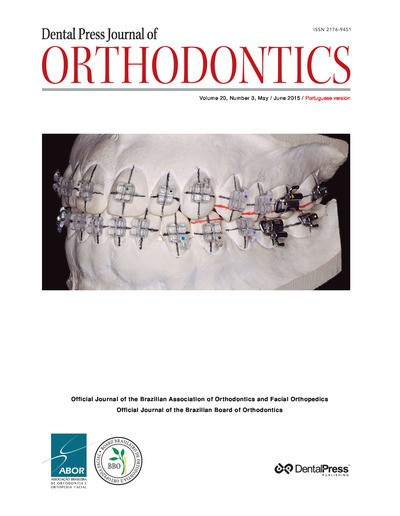 Dental Press Journal of
ISSN 2176-9451
ORTHODONTICS
Volume 20, Number 3, May / June 2015 / Portuguese version
Official Journal of the Brazilian Association of Orthodontics and Facial Orthopedics
Official Journal of the Brazilian Board of Orthodontics
ABOR
ASSOCIAÇÃO BRASILEIRA
DE ORTODONTIA E
ORTOPEDIA FACIAL
BBO
DentalPress
PUBLISHING